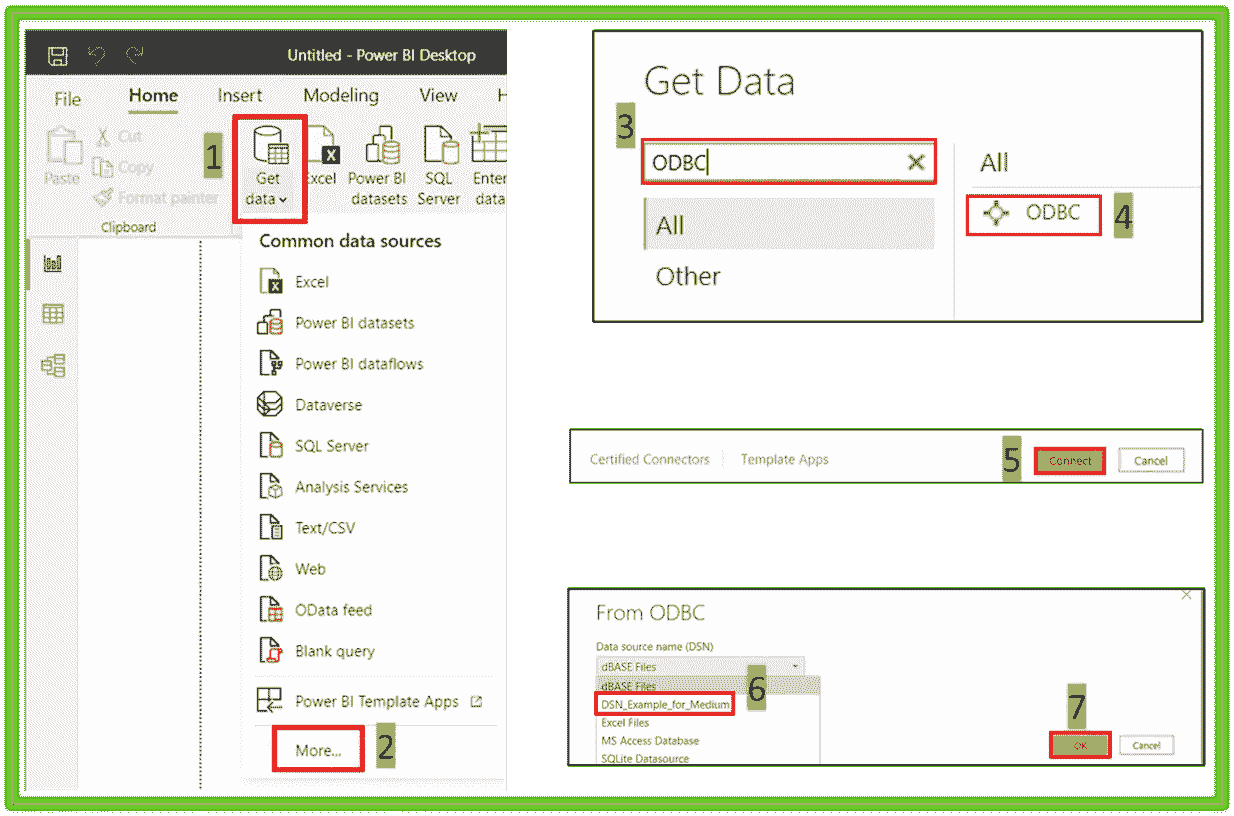 Untitled - Power BI Desktop
File Home Insert Modeling View H
1
Paste
Cut
Copy
Format painter
Clipboard
Get data
Excel
Power BI datasets
SQL Server
Enter data
Common data sources
Excel
Power BI datasets
Power BI dataflows
Dataverse
SQL Server
Analysis Services
Text/CSV
Web
OData feed
Blank query
Power BI Template Apps
More... 2
Get Data
3
ODBC
All
Other
All
ODBC 4
Certified Connectors Template Apps 5 Connect Cancel
From ODBC
Data source name (DSN)
dBASE Files
dBASE Files
6
DSN_Example_for_Medium
Excel Files
MS Access Database
SQLite Datasource
7
OK Cancel